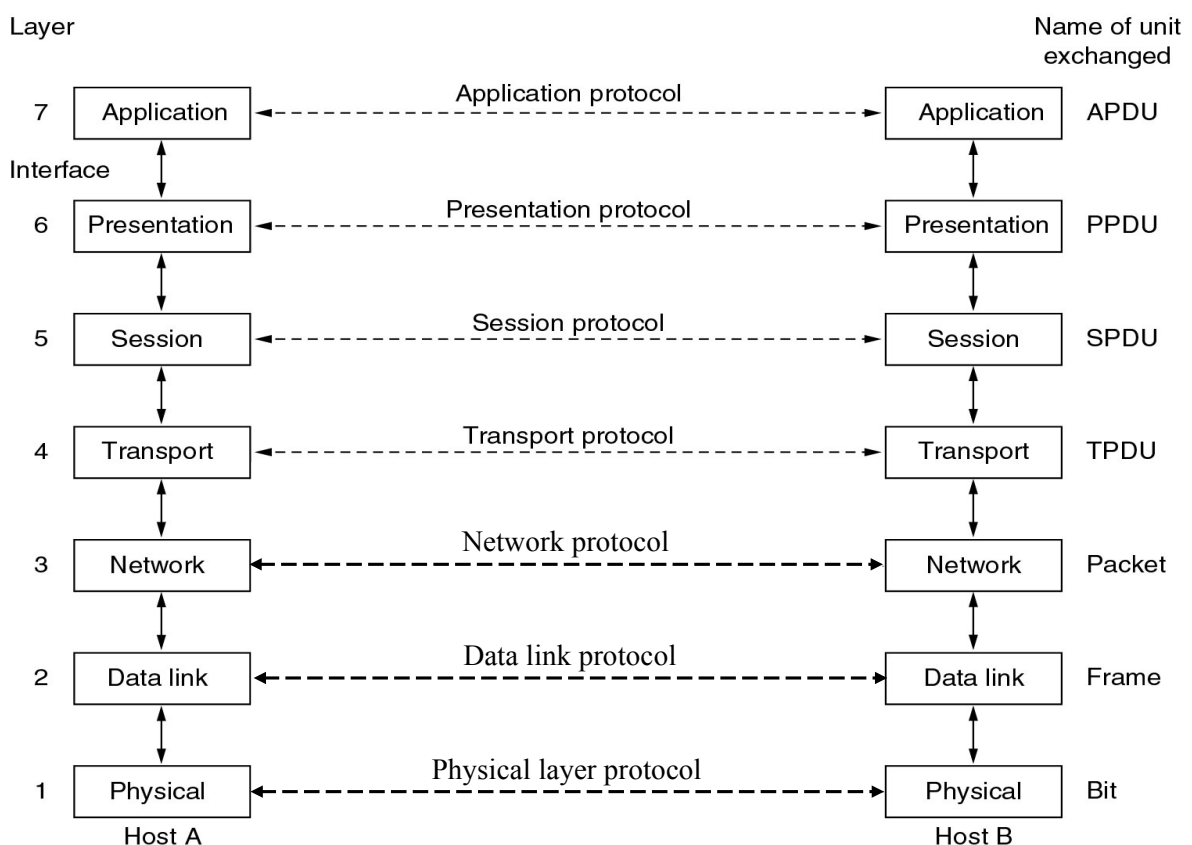 Layer
Name of unit
exchanged
7 Application Application protocol Application APDU
Interface
6 Presentation Presentation protocol Presentation PPDU
5 Session Session protocol Session SPDU
4 Transport Transport protocol Transport TPDU
3 Network Network protocol Network Packet
2 Data link Data link protocol Data link Frame
1 Physical Physical layer protocol Physical Bit
Host A Host B